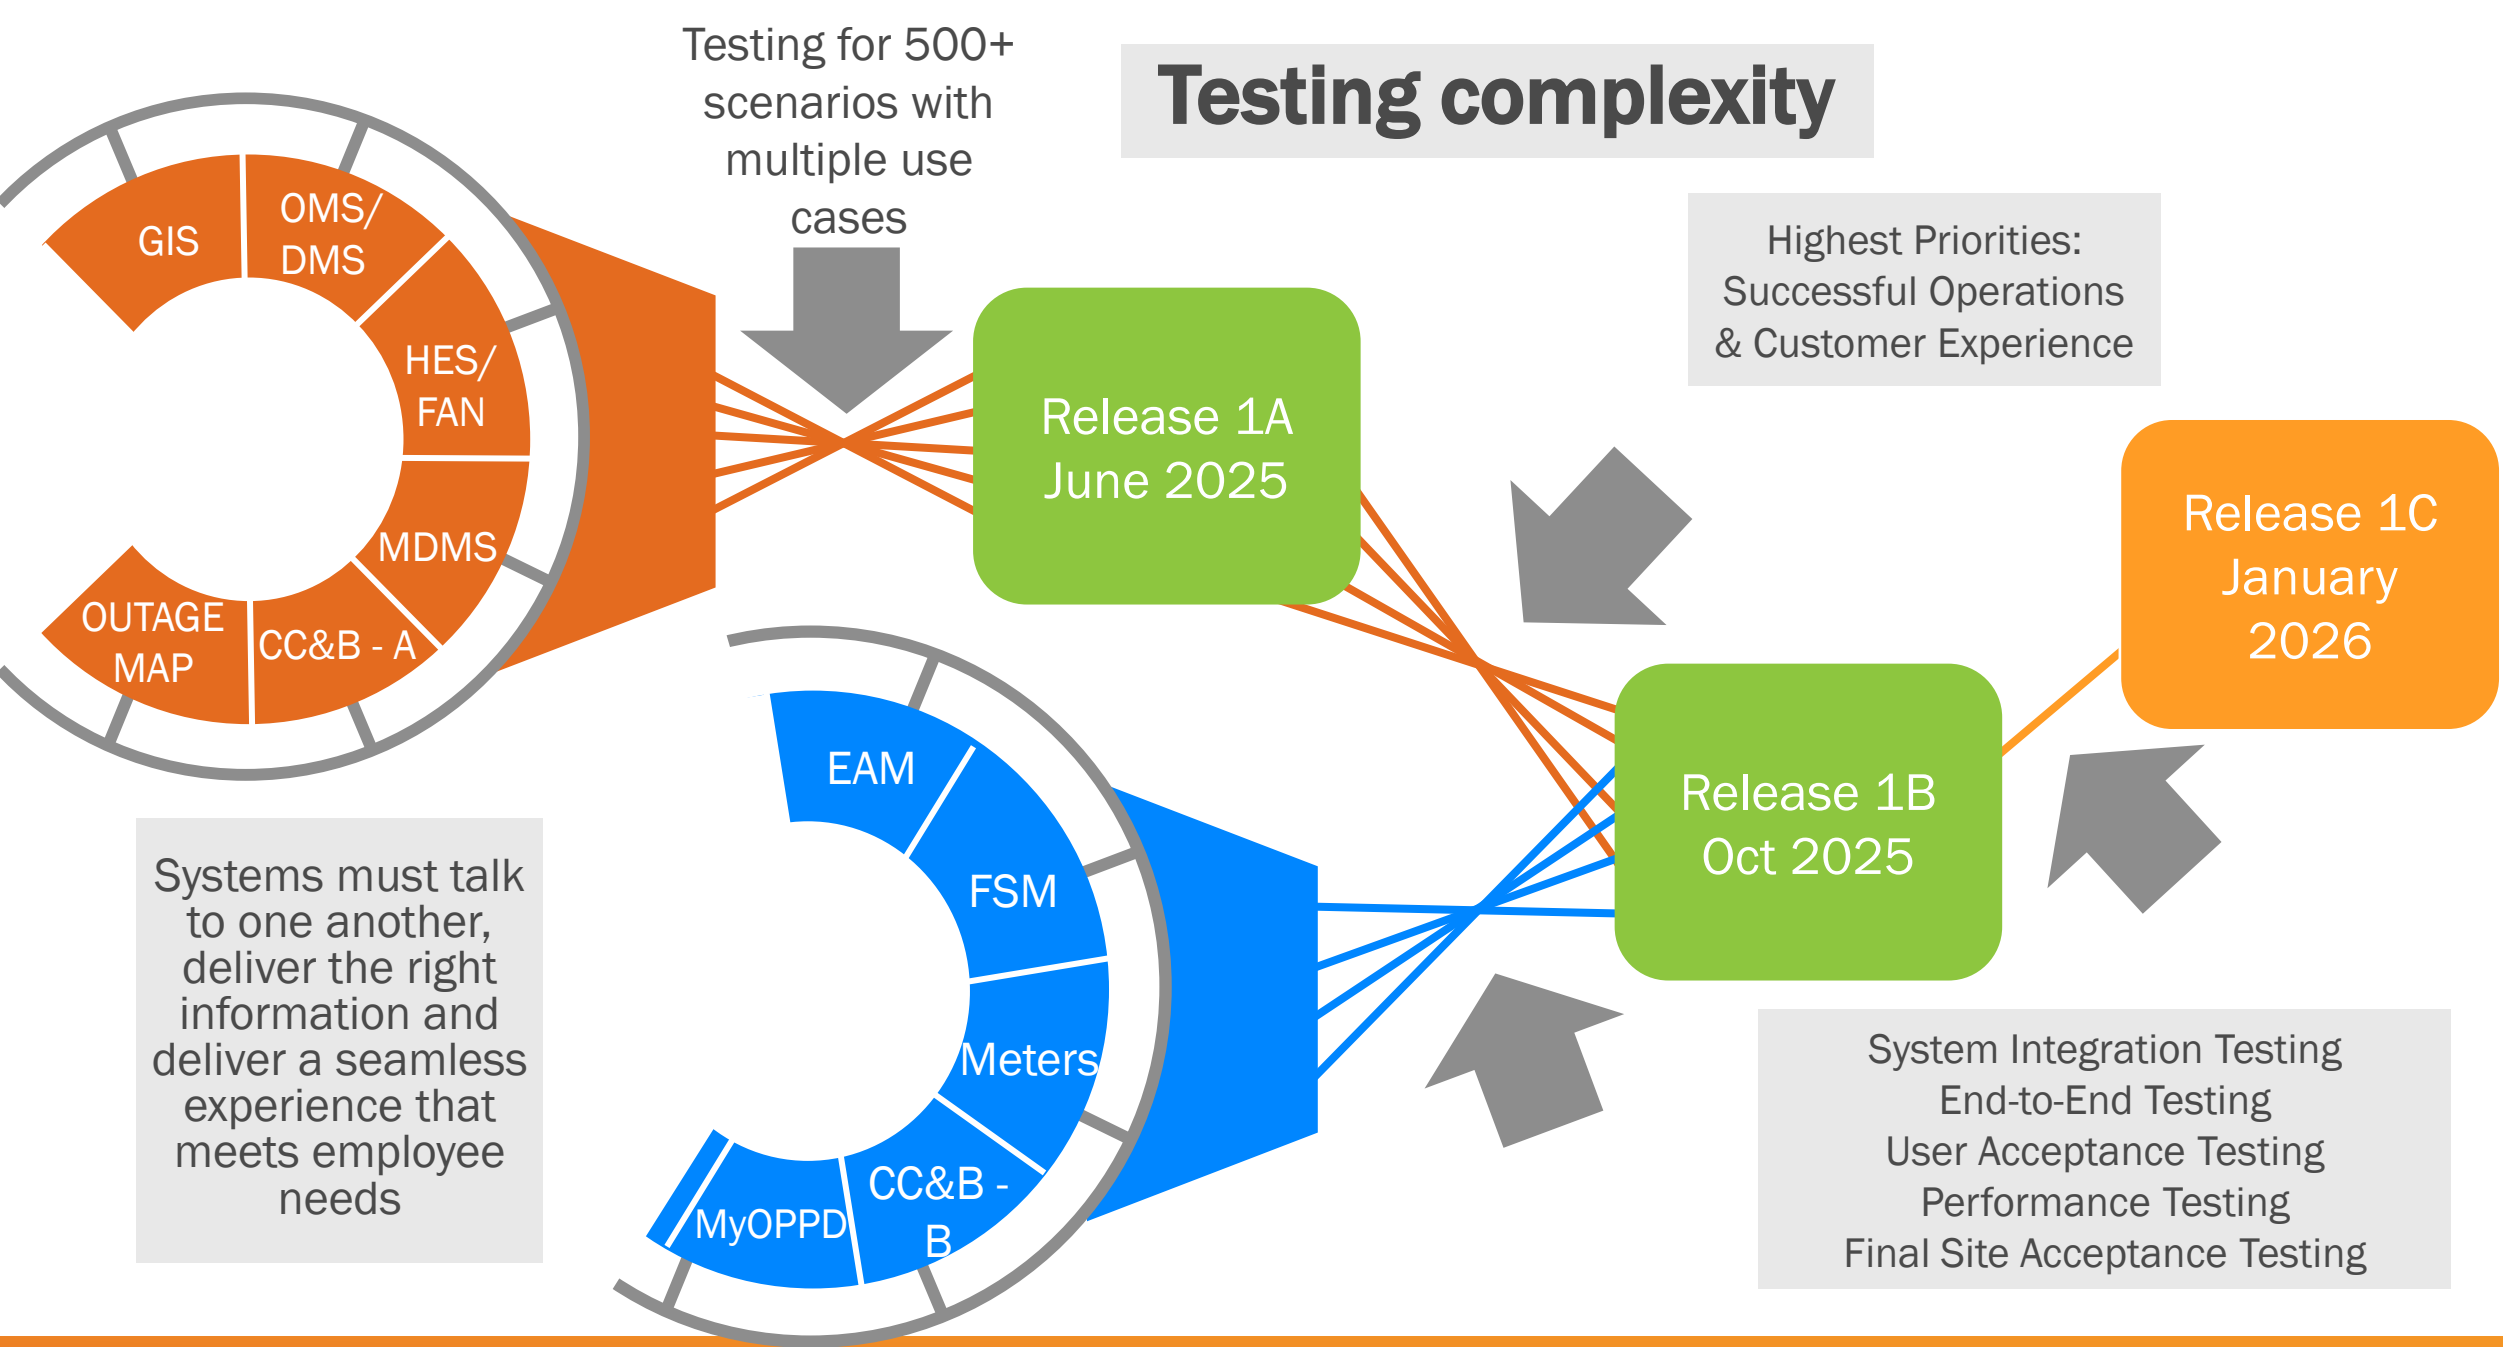 Testing for 500+
scenarios with
multiple use
cases
Testing complexity
Highest Priorities:
Successful Operations
& Customer Experience
GIS
OMS/
DMS
HES/
FAN
MDMS
CC&B - A
OUTAGE
MAP
Release 1A
June 2025
Release 1C
January
2026
Release 1B
Oct 2025
EAM
FSM
Meters
CC&B -
B
MyOPPD
Systems must talk
to one another,
deliver the right
information and
deliver a seamless
experience that
meets employee
needs
System Integration Testing
End-to-End Testing
User Acceptance Testing
Performance Testing
Final Site Acceptance Testing